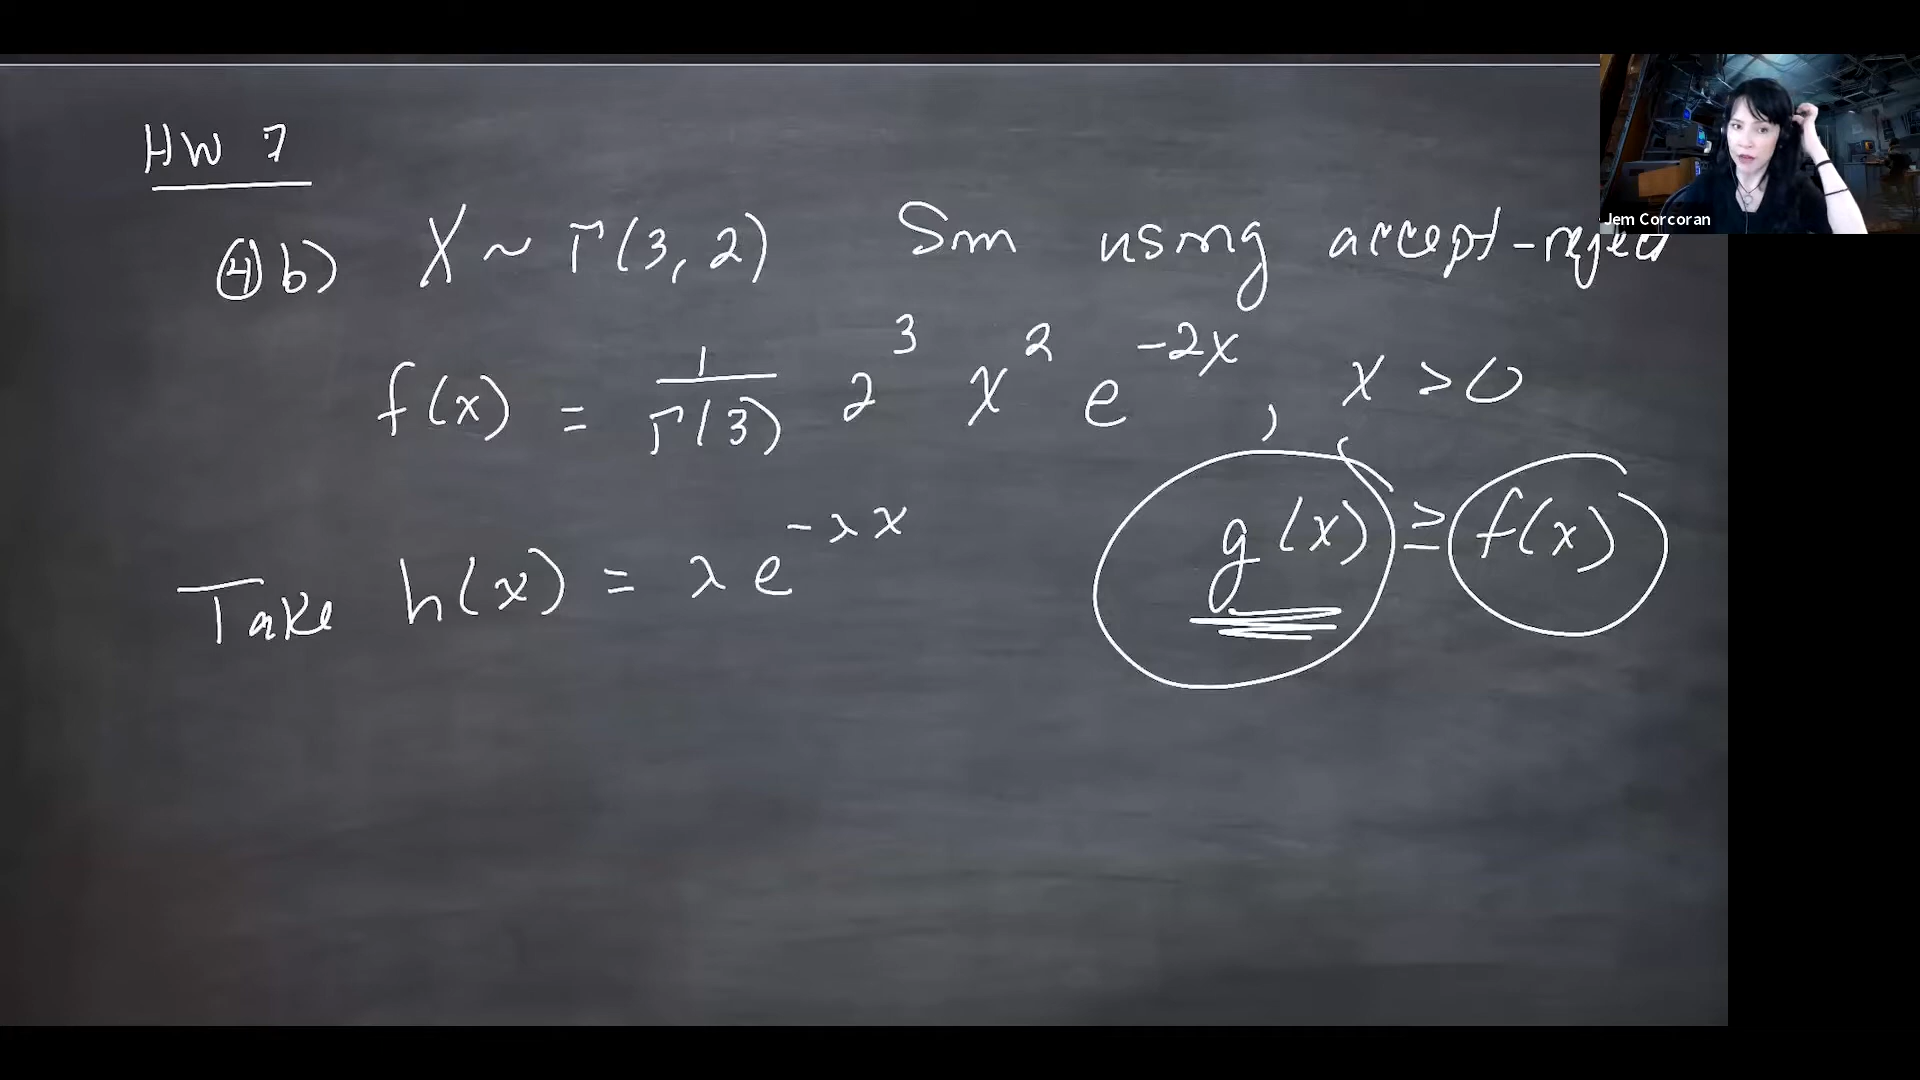 HW 7
④ b) X ~ Γ(3, 2) Sim using accept-reject
f(x) = 1/Γ(3) 2^3 x^2 e^{-2x}, x > 0
g(x) ≥ f(x)
Take h(x) = λ e^{-λx}
Jem Corcoran